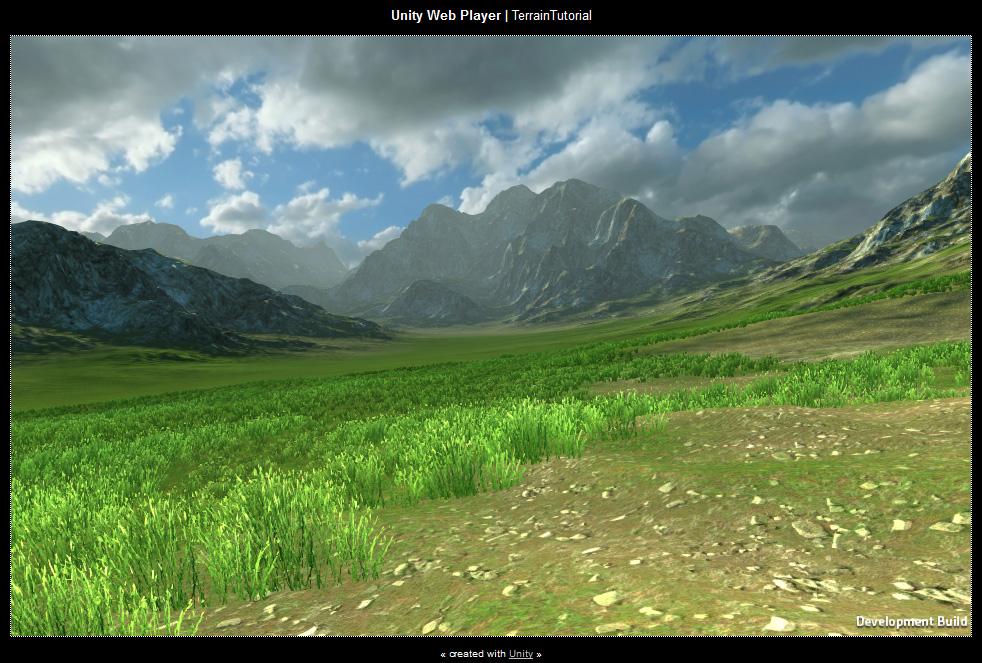 Unity Web Player | TerrainTutorial
Development Build
« created with Unity »